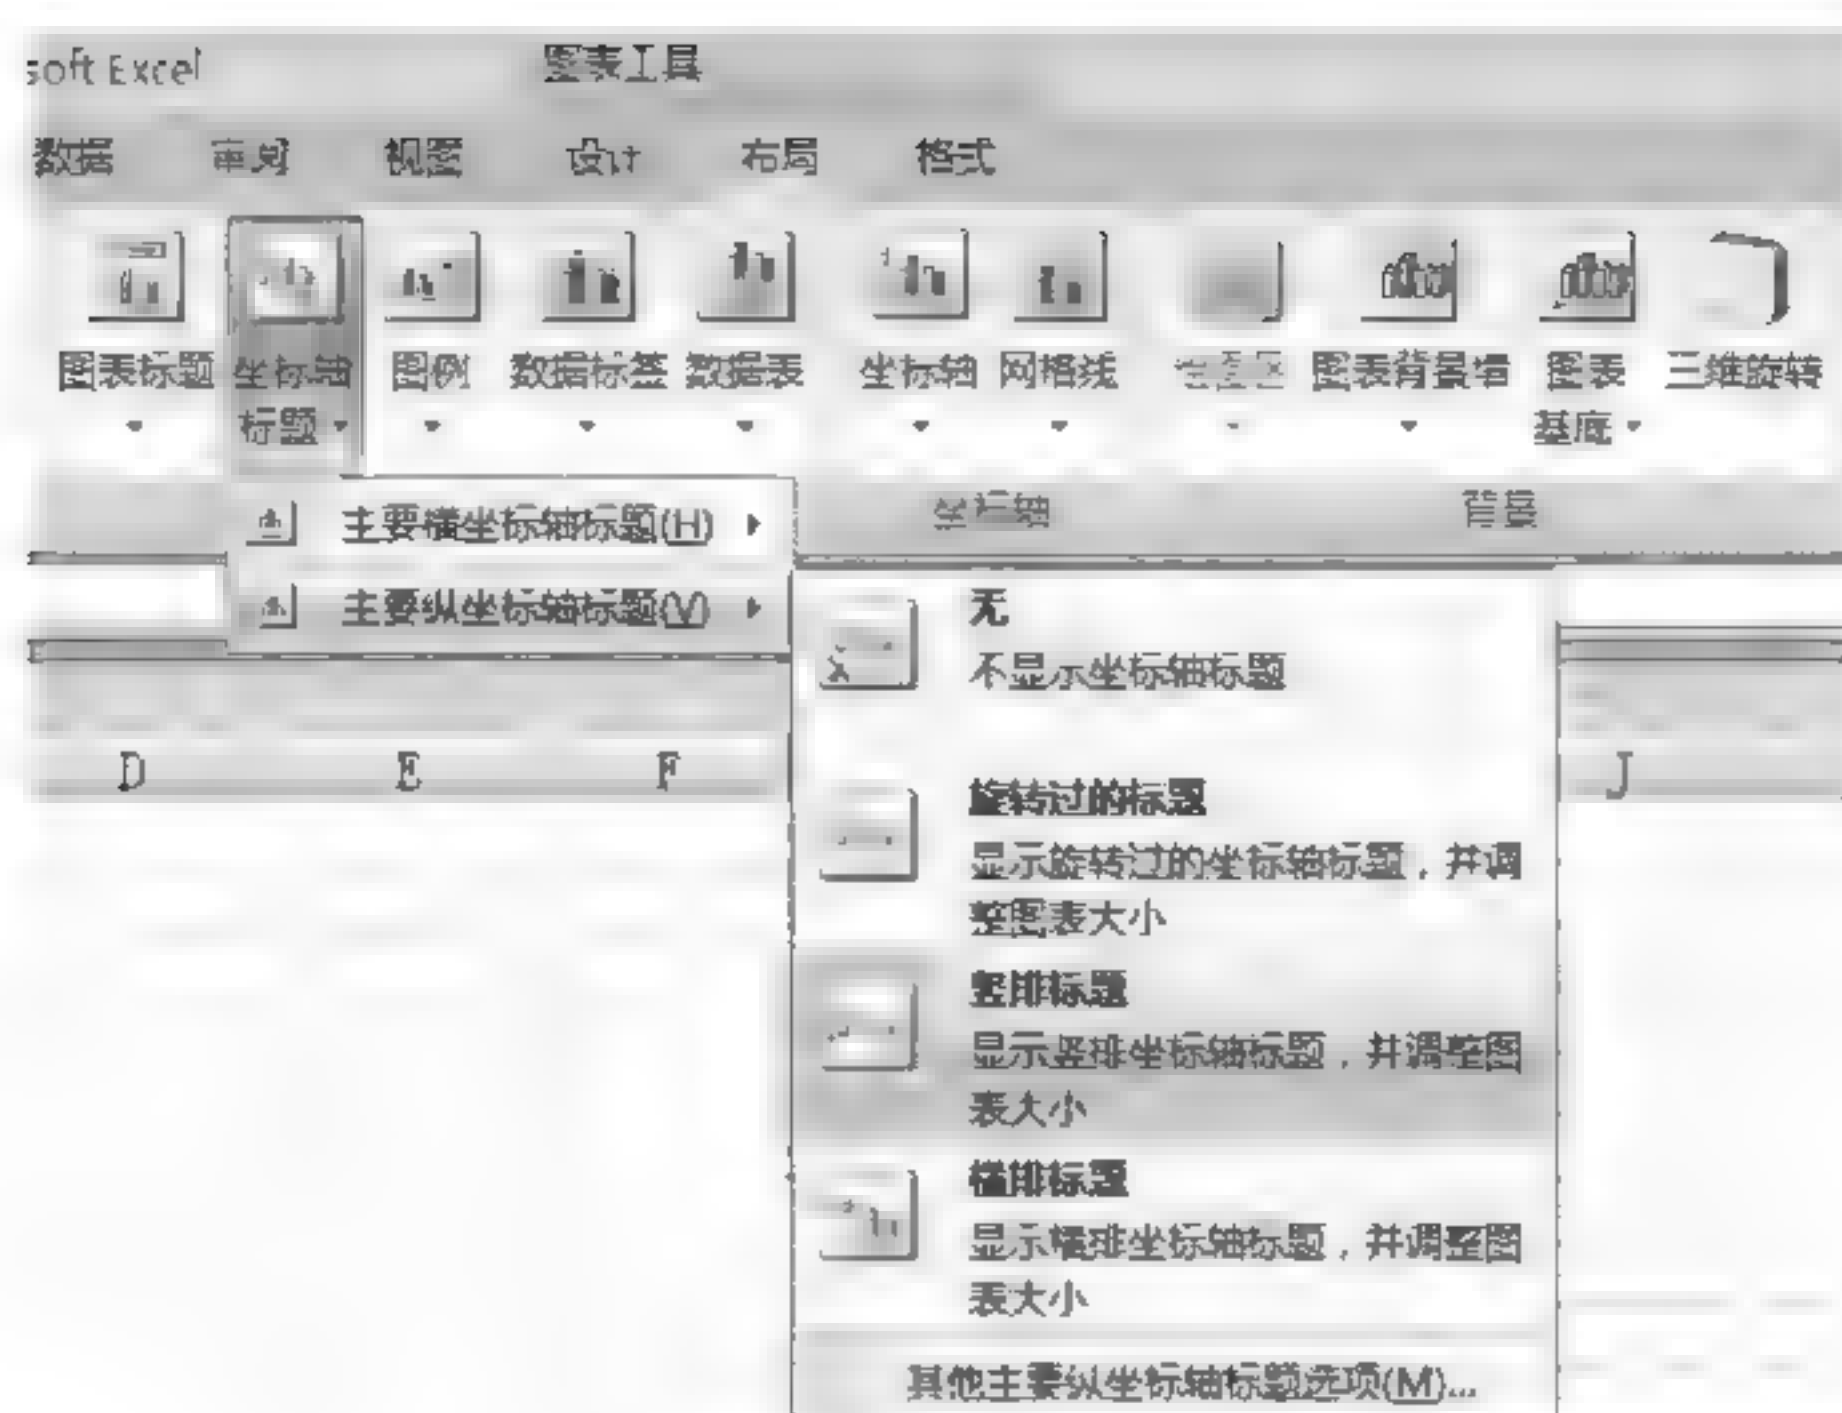 soft Excel 图表工具
数据 审阅 视图 设计 布局 格式
图表标题 坐标轴 图例 数据标签 数据表 坐标轴 网格线 绘图区 图表背景墙 图表 三维旋转
标题 基底
主要横坐标轴标题(H) 坐标轴 背景
主要纵坐标轴标题(V) 无
不显示坐标轴标题
D E F J
旋转过的标题
显示旋转过的坐标轴标题，并调
整图表大小
竖排标题
显示竖排坐标轴标题，并调整图
表大小
横排标题
显示横排坐标轴标题，并调整图
表大小
其他主要纵坐标轴标题选项(M)...